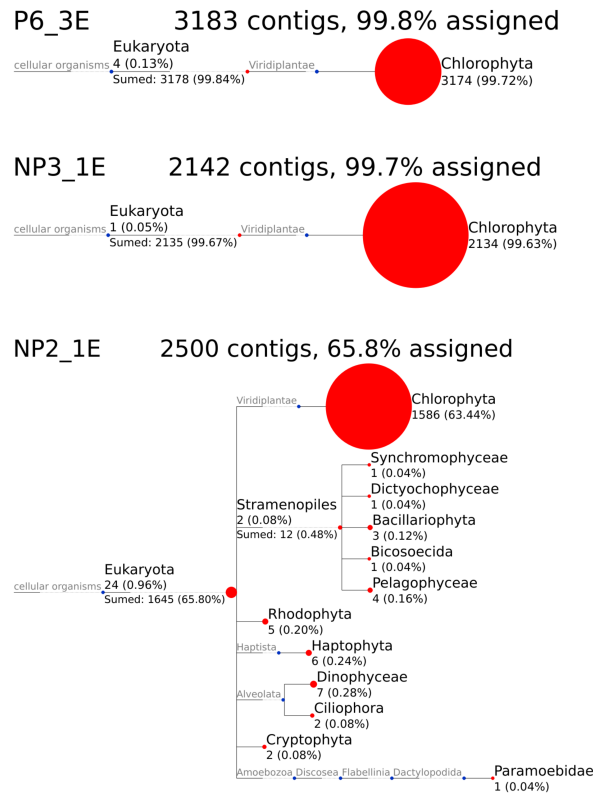 P6_3E 3183 contigs, 99.8% assigned
Eukaryota
4 (0.13%)
cellular organisms
Sumed: 3178 (99.84%)
Viridiplantae
Chlorophyta
3174 (99.72%)
NP3_1E 2142 contigs, 99.7% assigned
Eukaryota
1 (0.05%)
cellular organisms
Sumed: 2135 (99.67%)
Viridiplantae
Chlorophyta
2134 (99.63%)
NP2_1E 2500 contigs, 65.8% assigned
Viridiplantae
Chlorophyta
1586 (63.44%)
Synchromophyceae
1 (0.04%)
Dictyochophyceae
1 (0.04%)
Stramenopiles
2 (0.08%)
Sumed: 12 (0.48%)
Bacillariophyta
3 (0.12%)
Bicosoecida
1 (0.04%)
Pelagophyceae
4 (0.16%)
Eukaryota
24 (0.96%)
cellular organisms
Sumed: 1645 (65.80%)
Rhodophyta
5 (0.20%)
Haptista
Haptophyta
6 (0.24%)
Dinophyceae
7 (0.28%)
Alveolata
Ciliophora
2 (0.08%)
Cryptophyta
2 (0.08%)
Amoebozoa Discosea Flabellinia Dactylopodida
Paramoebidae
1 (0.04%)